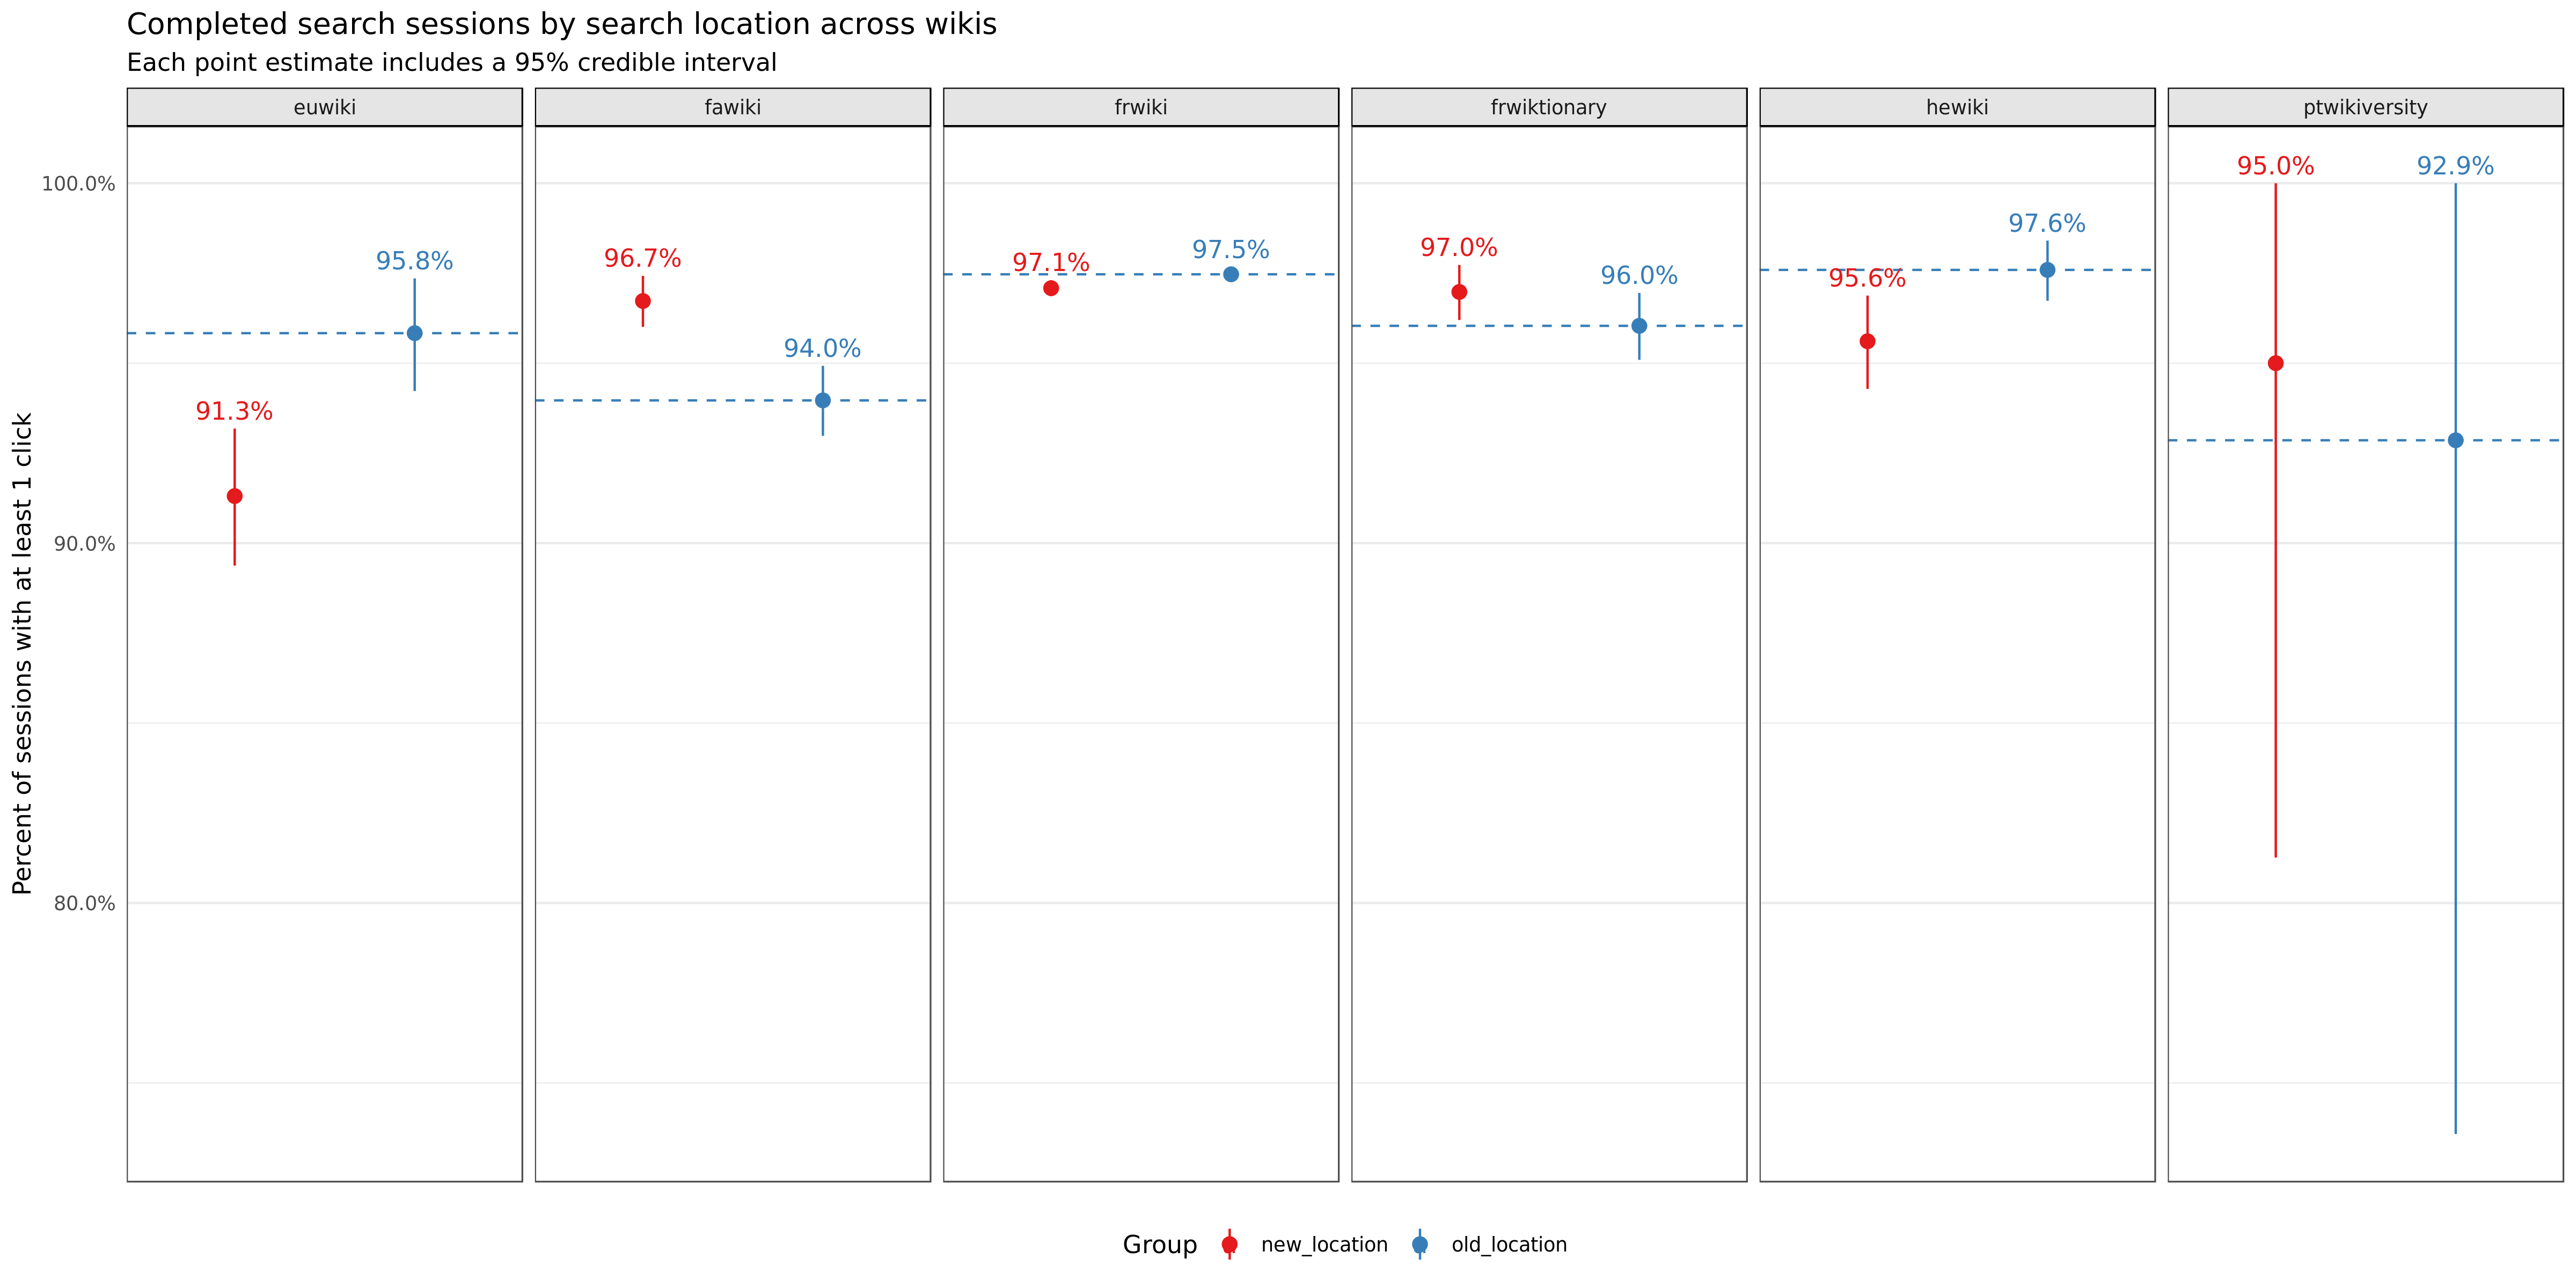 Completed search sessions by search location across wikis
Each point estimate includes a 95% credible interval
euwiki fawiki frwiki frwiktionary hewiki ptwikiversity
Percent of sessions with at least 1 click
100.0%
90.0%
80.0%
91.3% 95.8%
96.7% 94.0%
97.1% 97.5%
97.0% 96.0%
95.6% 97.6%
95.0% 92.9%
Group new_location old_location